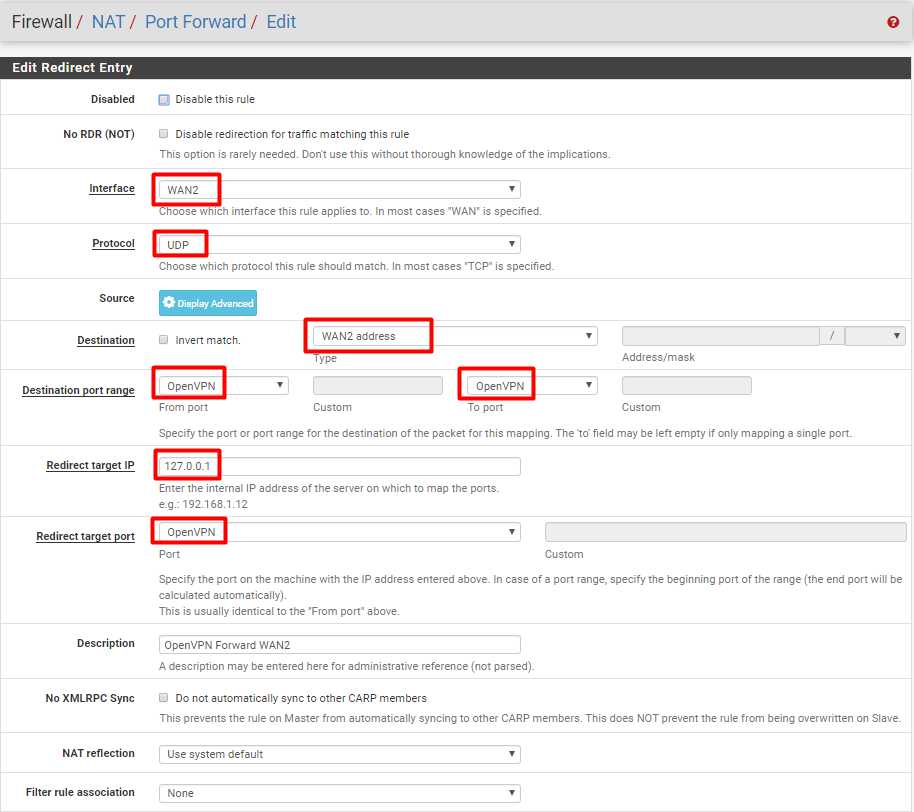 Firewall / NAT / Port Forward / Edit
?
Edit Redirect Entry
Disabled
Disable this rule
No RDR (NOT)
Disable redirection for traffic matching this rule
This option is rarely needed. Don't use this without thorough knowledge of the implications.
Interface
WAN2
Choose which interface this rule applies to. In most cases "WAN" is specified.
Protocol
UDP
Choose which protocol this rule should match. In most cases "TCP" is specified.
Source
Display Advanced
Destination
Invert match.
WAN2 address
/
Type
Address/mask
Destination port range
OpenVPN
OpenVPN
From port
Custom
To port
Custom
Specify the port or port range for the destination of the packet for this mapping. The 'to' field may be left empty if only mapping a single port.
Redirect target IP
127.0.0.1
Enter the internal IP address of the server on which to map the ports.
e.g.: 192.168.1.12
Redirect target port
OpenVPN
Port
Custom
Specify the port on the machine with the IP address entered above. In case of a port range, specify the beginning port of the range (the end port will be
calculated automatically).
This is usually identical to the "From port" above.
Description
OpenVPN Forward WAN2
A description may be entered here for administrative reference (not parsed).
No XMLRPC Sync
Do not automatically sync to other CARP members
This prevents the rule on Master from automatically syncing to other CARP members. This does NOT prevent the rule from being overwritten on Slave.
NAT reflection
Use system default
Filter rule association
None